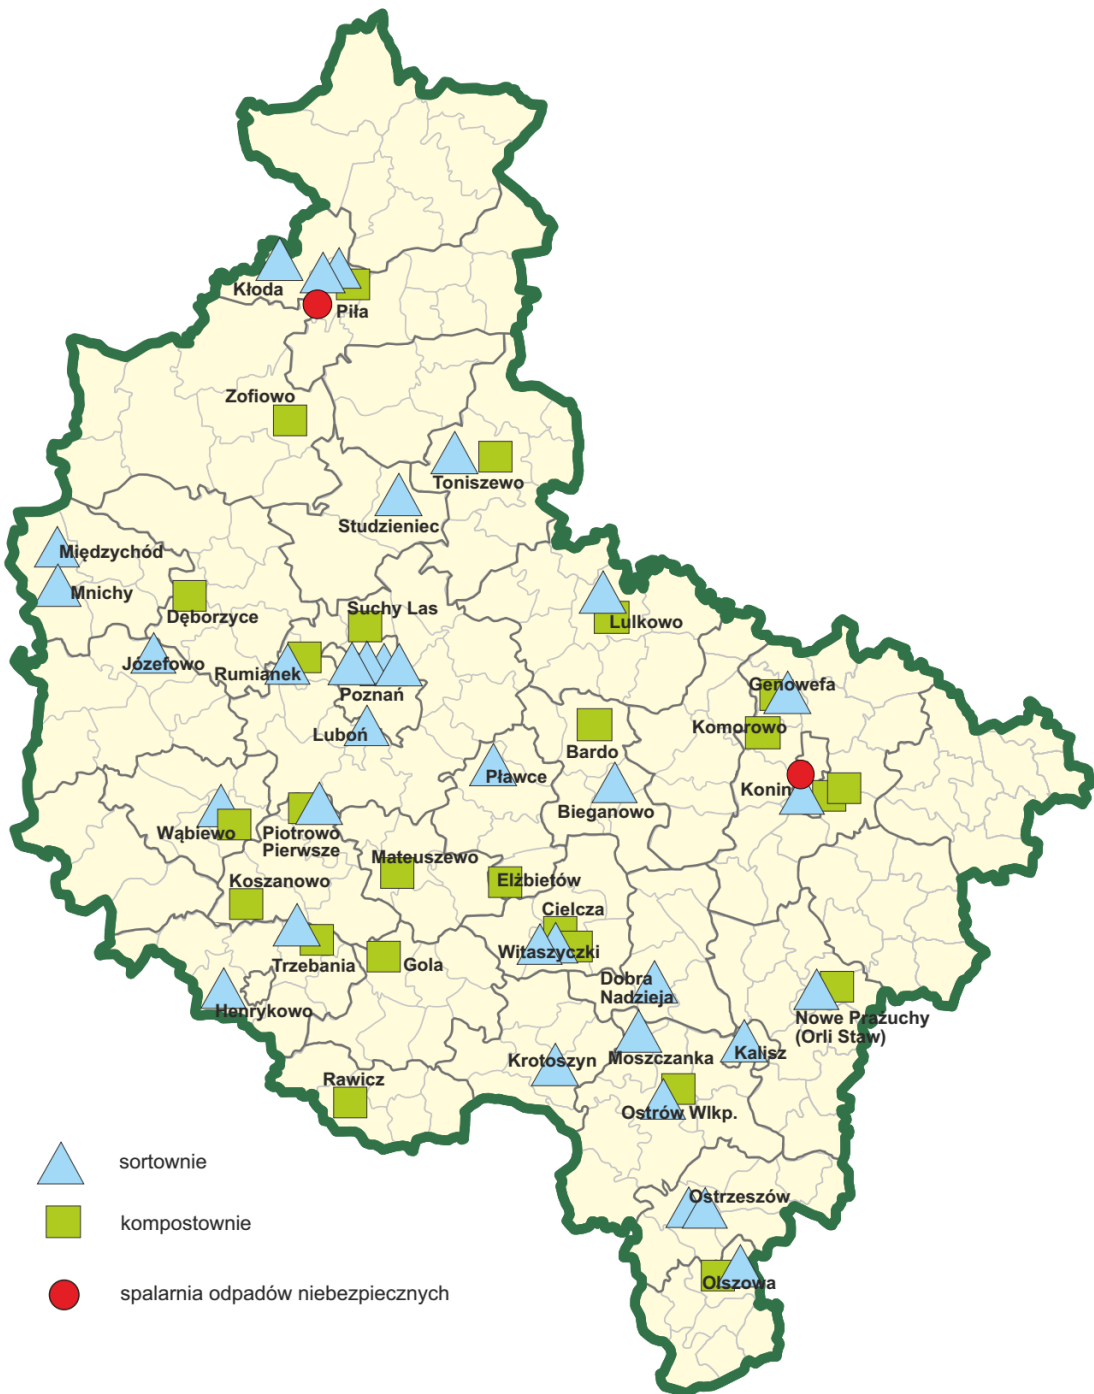 Kłoda
Piła
Zofiowo
Toniszewo
Studzieniec
Międzychód
Mnichy
Dęborzyce
Suchy Las
Lulkowo
Józefowo
Rumianek
Poznań
Genowefa
Luboń
Komorowo
Bardo
Pławce
Konin
Bieganowo
Wąbiewo
Piotrowo
Pierwsze
Mateuszewo
Koszanowo
Elżbietów
Cielcza
Witaszyczki
Trzebania
Gola
Dobra
Nadzieja
Henrykowo
Nowe Prażuchy
(Orli Staw)
Krotoszyn
Moszczanka
Kalisz
Rawicz
Ostrów Wlkp.
sortownie
Ostrzeszów
kompostownie
Olszowa
spalarnia odpadów niebezpiecznych